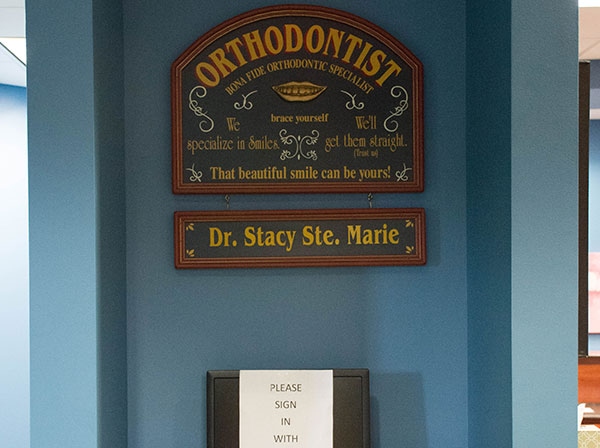 ORTHODONTIST
BONA FIDE ORTHODONTIC SPECIALIST
brace yourself
We
specialize in Smiles.
We'll
get them straight.
(Trust us)
That beautiful smile can be yours!
Dr. Stacy Ste. Marie
PLEASE
SIGN
IN
WITH